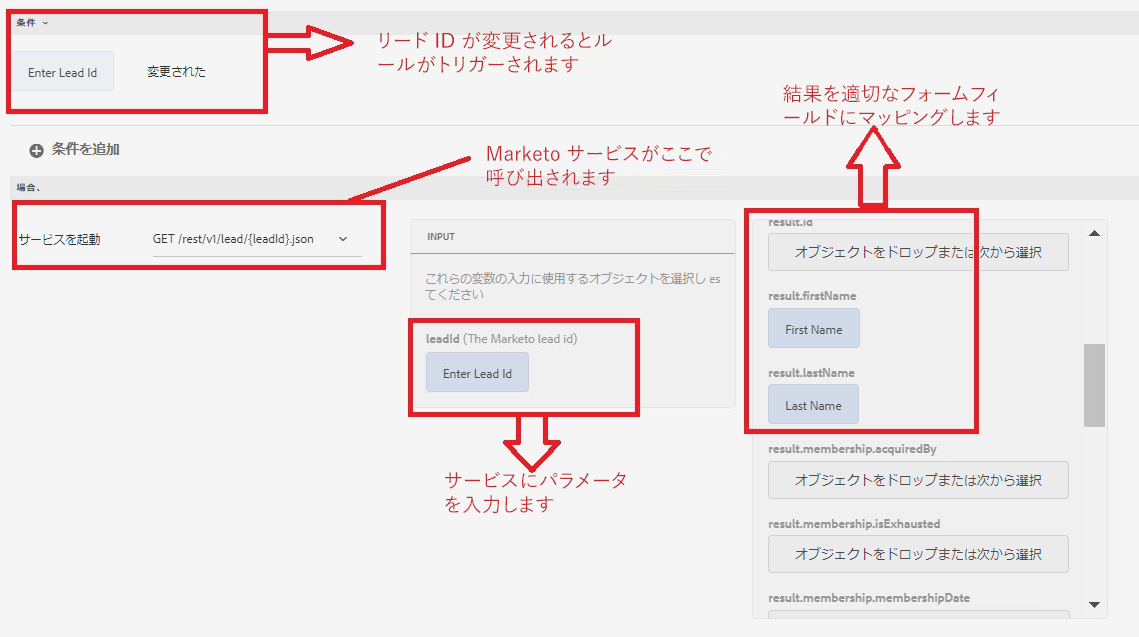 条件
リード ID が変更されるとル
ールがトリガーされます
Enter Lead Id
変更された
結果を適切なフォームフィ
ールドにマッピングします
条件を追加
Marketo サービスがここで
呼び出されます
場合、
サービスを起動
GET /rest/v1/lead/{leadId}.json
INPUT
これらの変数の入力に使用するオブジェクトを選択し es
てください
leadId (The Marketo lead id)
Enter Lead Id
サービスにパラメータ
を入力します
result.id
オブジェクトをドロップまたは次から選択
result.firstName
First Name
result.lastName
Last Name
result.membership.acquiredBy
オブジェクトをドロップまたは次から選択
result.membership.isExhausted
オブジェクトをドロップまたは次から選択
result.membership.membershipDate